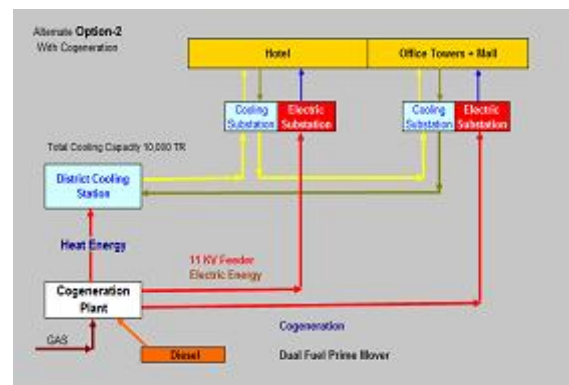 Alternate Option-2
With Cogeneration
Hotel
Office Towers + Mall
Cooling
Substation
Electric
Substation
Cooling
Substation
Electric
Substation
Total Cooling Capacity 10,000 TR
District Cooling
Station
Heat Energy
11 KV Feeder
Electric Energy
Cogeneration
Plant
GAS
Diesel
Cogeneration
Dual Fuel Prime Mover